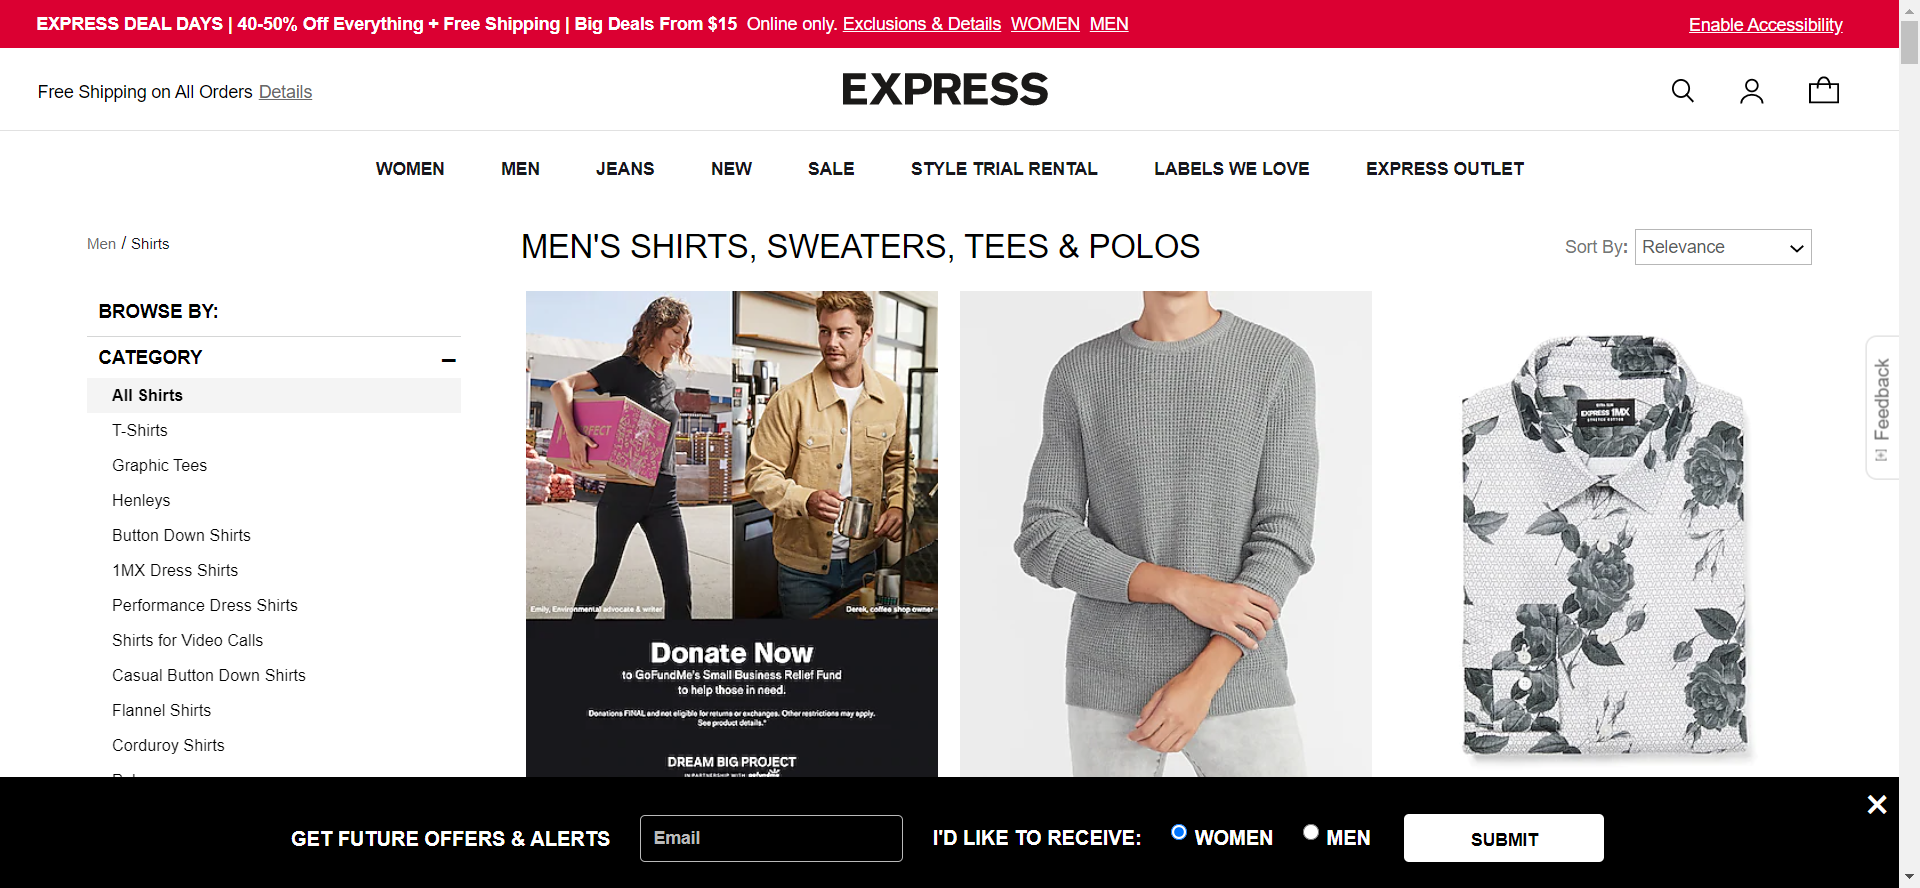 EXPRESS DEAL DAYS | 40-50% Off Everything + Free Shipping | Big Deals From $15 Online only. Exclusions & Details WOMEN MEN
Enable Accessibility
Free Shipping on All Orders Details
EXPRESS
WOMEN MEN JEANS NEW SALE STYLE TRIAL RENTAL LABELS WE LOVE EXPRESS OUTLET
Men / Shirts
MEN'S SHIRTS, SWEATERS, TEES & POLOS
Sort By: Relevance
BROWSE BY:
CATEGORY
All Shirts
T-Shirts
Graphic Tees
Henleys
Button Down Shirts
1MX Dress Shirts
Performance Dress Shirts
Shirts for Video Calls
Casual Button Down Shirts
Flannel Shirts
Corduroy Shirts
Emily, Environmental advocate & writer
Derek, coffee shop owner
Donate Now
to GoFundMe's Small Business Relief Fund
to help those in need.
Donations FINAL and not eligible for returns or exchanges. Other restrictions may apply.
See product details.*
DREAM BIG PROJECT
IN PARTNERSHIP WITH gofundme
EXPRESS 1MX
STRETCH COTTON
[+] Feedback
GET FUTURE OFFERS & ALERTS
Email
I'D LIKE TO RECEIVE: WOMEN MEN
SUBMIT